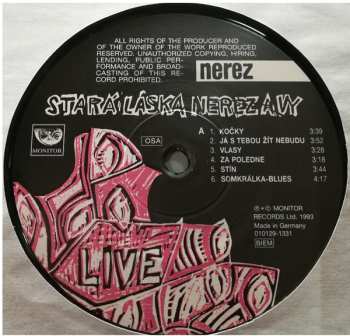 ALL RIGHTS OF THE PRODUCER AND
OF THE OWNER OF THE WORK REPRODUCED
RESERVED. UNAUTHORIZED COPYING, HIRING,
LENDING, PUBLIC PER-
FORMANCE AND BROAD-
CASTING OF THIS RE-
CORD PROHIBITED.
nerez
STARÁ LÁSKA NEREZ A VY
MONITOR
OSA
A 1. KOČKY 3:39
2. JÁ S TEBOU ŽÍT NEBUDU 3:52
3. VLASY 3:26
4. ZA POLEDNE 3:18
5. STÍN 3:44
6. SOMKRÁLKA-BLUES 4:17
LIVE
℗ + © MONITOR
RECORDS Ltd. 1993
Made in Germany
010129-1331
BIEM